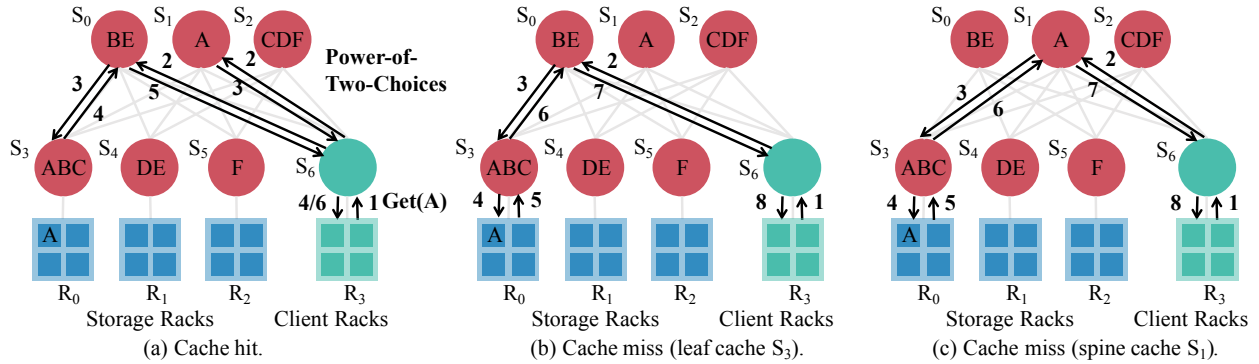 S0 S1 S2
BE A CDF
Power-of-
Two-Choices
2 2
3 5 3
4
S3 S4 S5 S6
ABC DE F
4/6 1 Get(A)
A
R0 R1 R2 R3
Storage Racks Client Racks
(a) Cache hit.
S0 S1 S2
BE A CDF
3 2
6 7
S3 S4 S5 S6
ABC DE F
4 5 8 1
A
R0 R1 R2 R3
Storage Racks Client Racks
(b) Cache miss (leaf cache S3).
S0 S1 S2
BE A CDF
3 2
6 7
S3 S4 S5 S6
ABC DE F
4 5 8 1
A
R0 R1 R2 R3
Storage Racks Client Racks
(c) Cache miss (spine cache S1).